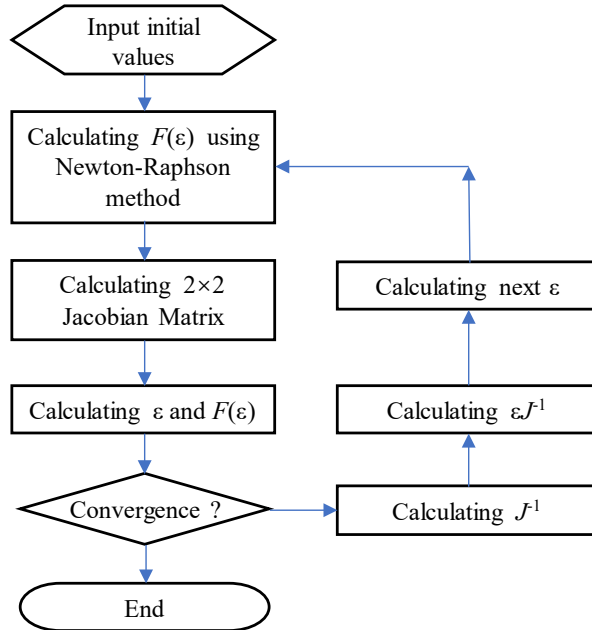 Input initial
values
Calculating F(ε) using
Newton-Raphson
method
Calculating 2×2
Jacobian Matrix
Calculating ε and F(ε)
Convergence ?
End
Calculating next ε
Calculating εJ⁻¹
Calculating J⁻¹